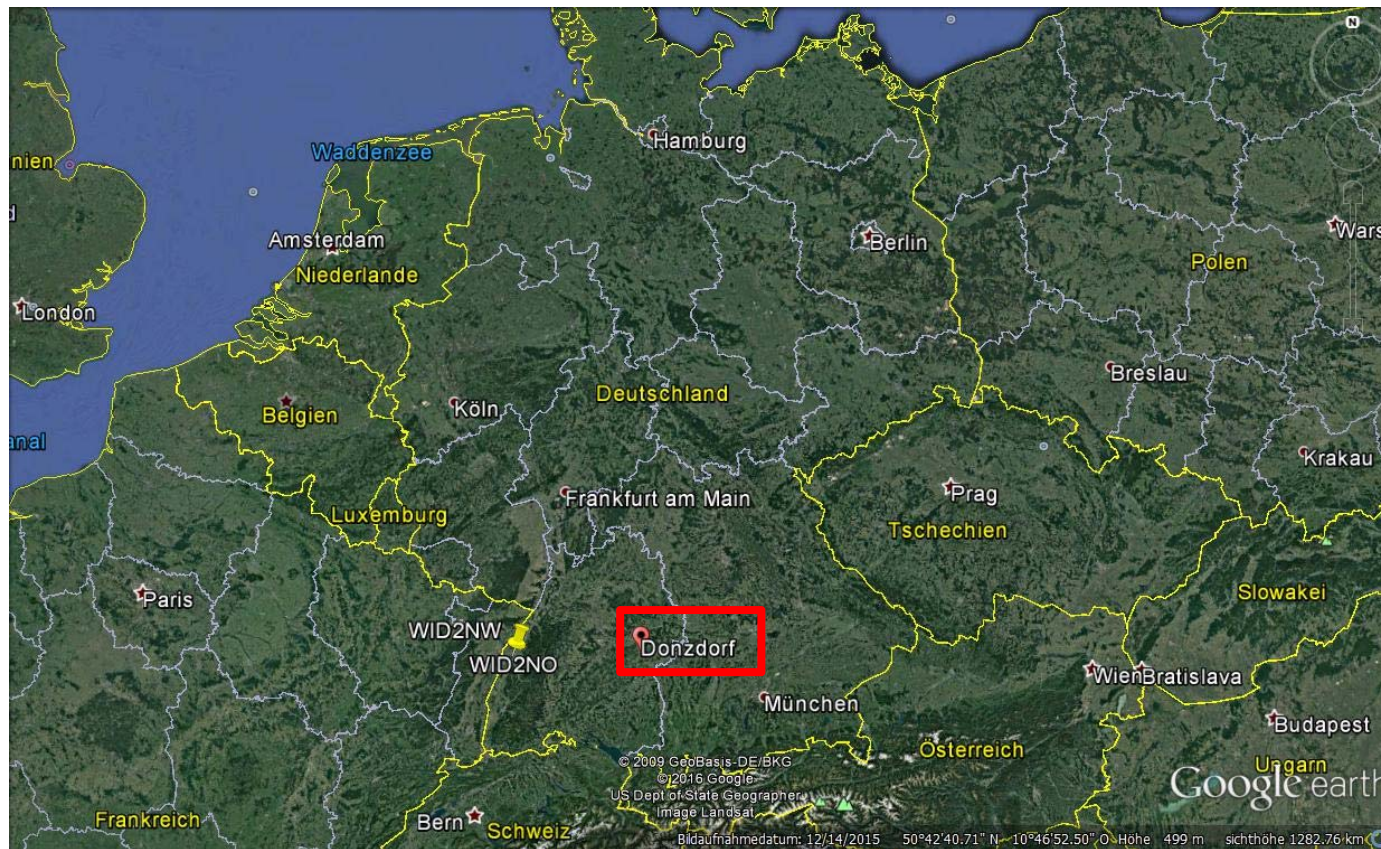 Hamburg
Waddenzee
nien
Wars
Amsterdam
Berlin
Niederlande
Polen
London
Breslau
Deutschland
Belgien
Köln
anal
Krakau
Frankfurt am Main
Prag
Luxemburg
Tschechien
Slowakei
Paris
WID2NW
Donzdorf
WID2NO
Wien
Bratislava
München
Budapest
Österreich
Ungarn
© 2009 GeoBasis-DE/BKG
© 2016 Google
US Dept of State Geographer
Image Landsat
Google earth
Frankreich
Bern
Schweiz
Bildaufnahmedatum: 12/14/2015 50°42'40.71" N 10°46'52.50" O Höhe 499 m sichthöhe 1282.76 km
N
d